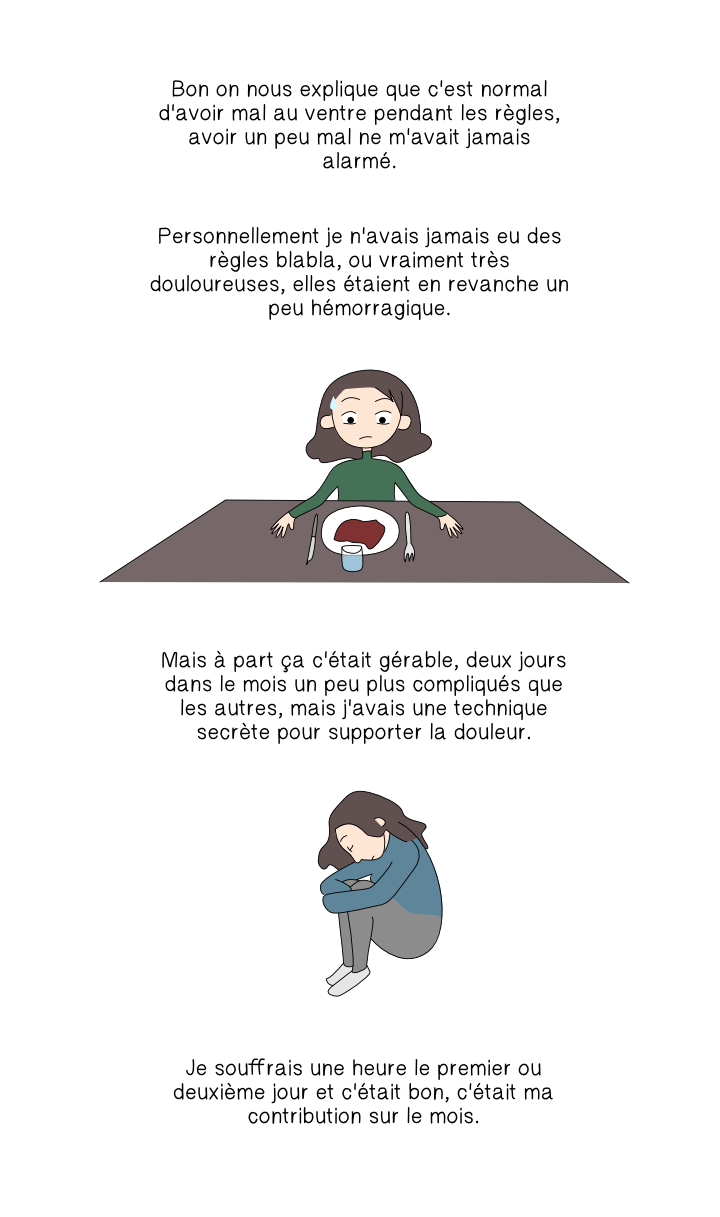 Bon on nous explique que c'est normal
d'avoir mal au ventre pendant les règles,
avoir un peu mal ne m'avait jamais
alarmé.
Personnellement je n'avais jamais eu des
règles blabla, ou vraiment très
douloureuses, elles étaient en revanche un
peu hémorragique.
Mais à part ça c'était gérable, deux jours
dans le mois un peu plus compliqués que
les autres, mais j'avais une technique
secrète pour supporter la douleur.
Je souffrais une heure le premier ou
deuxième jour et c'était bon, c'était ma
contribution sur le mois.